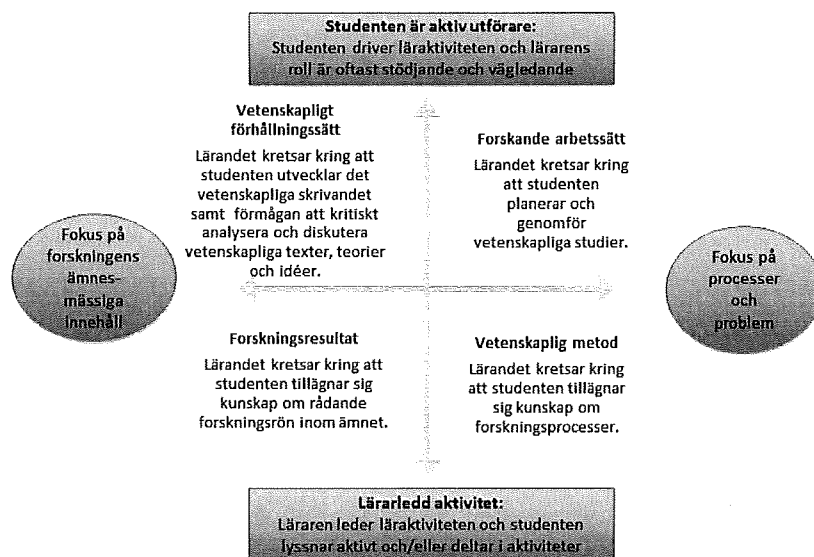 Studenten är aktiv utförare:
Studenten driver läraktiviteten och lärarens
roll är oftast stödjande och vägledande
Vetenskapligt
förhållningssätt
Lärandet kretsar kring att
studenten utvecklar det
vetenskapliga skrivandet
samt förmågan att kritiskt
analysera och diskutera
vetenskapliga texter, teorier
och idéer.
Forskande arbetssätt
Lärandet kretsar kring
att studenten
planerar och
genomför
vetenskapliga studier.
Fokus på
forskningens
ämnes-
mässiga
innehåll
Fokus på
processer
och
problem
Forskningsresultat
Lärandet kretsar kring att
studenten tillägnar sig
kunskap om rådande
forskningsrön inom ämnet.
Vetenskaplig metod
Lärandet kretsar kring
att studenten tillägnar
sig kunskap om
forskningsprocesser.
Lärarledd aktivitet:
Läraren leder läraktiviteten och studenten
lyssnar aktivt och/eller deltar i aktiviteter